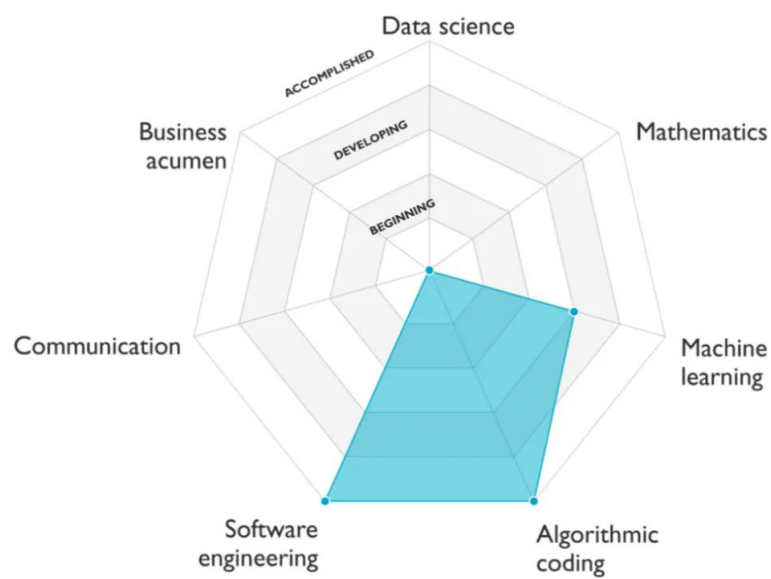 Data science
ACCOMPLISHED
Business
acumen
DEVELOPING
Mathematics
BEGINNING
Communication
Machine
learning
Software
engineering
Algorithmic
coding